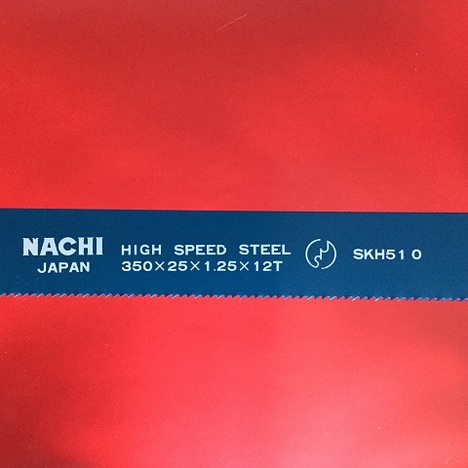 NACHI
JAPAN
HIGH SPEED STEEL
350×25×1.25×12T
SKH51 0